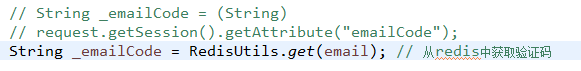 // String _emailCode = (String)
// request.getSession().getAttribute("emailCode");
String _emailCode = RedisUtils.get(email); // 从redis中获取验证码